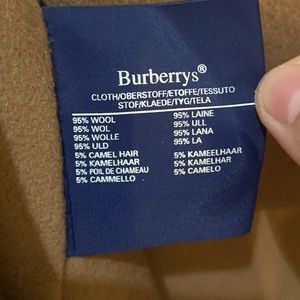 Burberrys®
CLOTH/OBERSTOFF/ETOFFE/TESSUTO
STOF/KLAEDE/TYG/TELA
95% WOOL 95% LAINE
95% WOL 95% ULL
95% WOLLE 95% LANA
95% ULD 95% LA
5% CAMEL HAIR 5% KAMEELHAAR
5% KAMELHAAR 5% KAMELHAR
5% POIL DE CHAMEAU 5% CAMELO
5% CAMMELLO